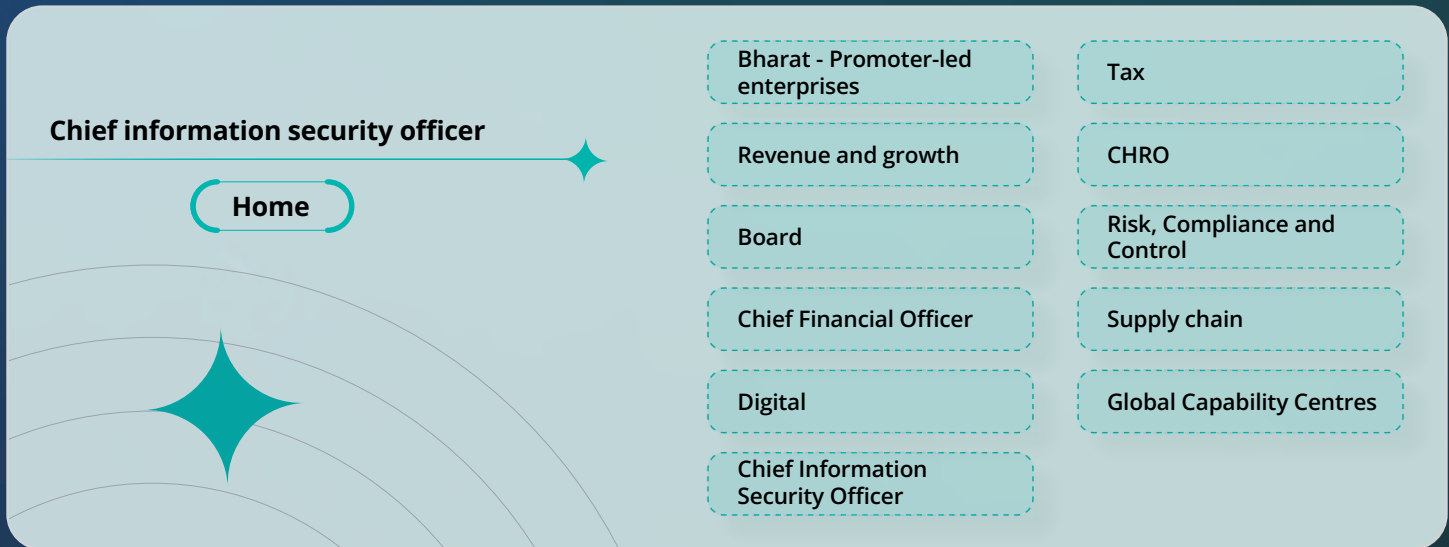 Chief information security officer
Home
Bharat - Promoter-led
enterprises
Revenue and growth
Board
Chief Financial Officer
Digital
Chief Information
Security Officer
Tax
CHRO
Risk, Compliance and
Control
Supply chain
Global Capability Centres